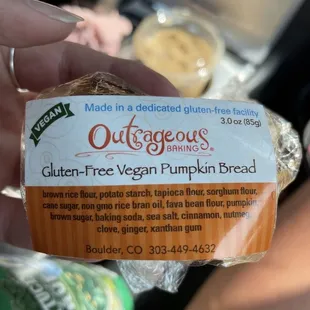 Made in a dedicated gluten-free facility
3.0 oz (85g)
VEGAN
Outrageous
BAKING
Gluten-Free Vegan Pumpkin Bread
brown rice flour, potato starch, tapioca flour, sorghum flour,
cane sugar, non gmo rice bran oil, fava bean flour, pumpkin,
brown sugar, baking soda, sea salt, cinnamon, nutmeg,
clove, ginger, xanthan gum
Boulder, CO 303-449-4632